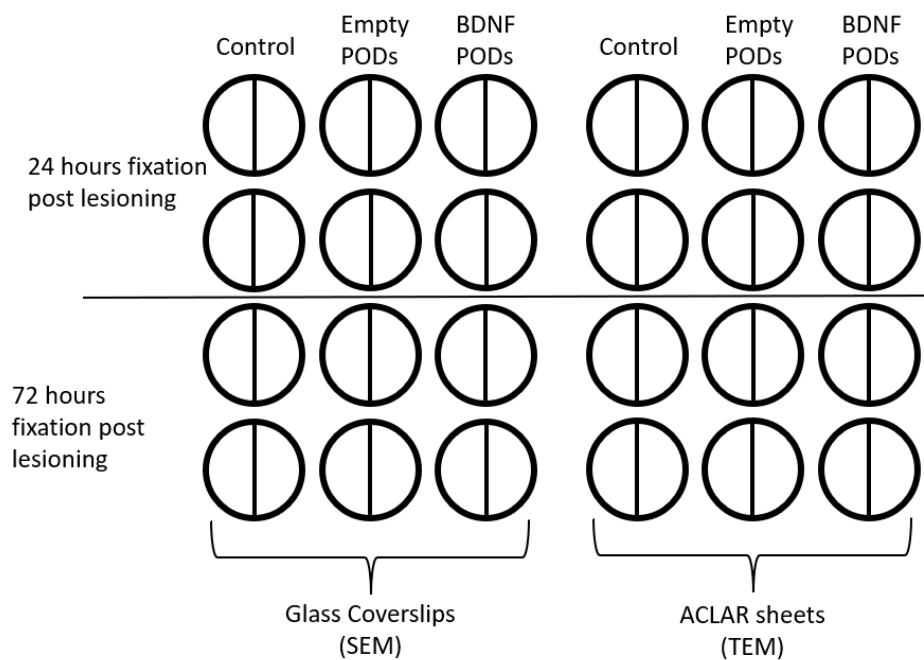 Control
Empty
PODs
BDNF
PODs
Control
Empty
PODs
BDNF
PODs
24 hours fixation
post lesioning
72 hours
fixation post
lesioning
Glass Coverslips
(SEM)
ACLAR sheets
(TEM)